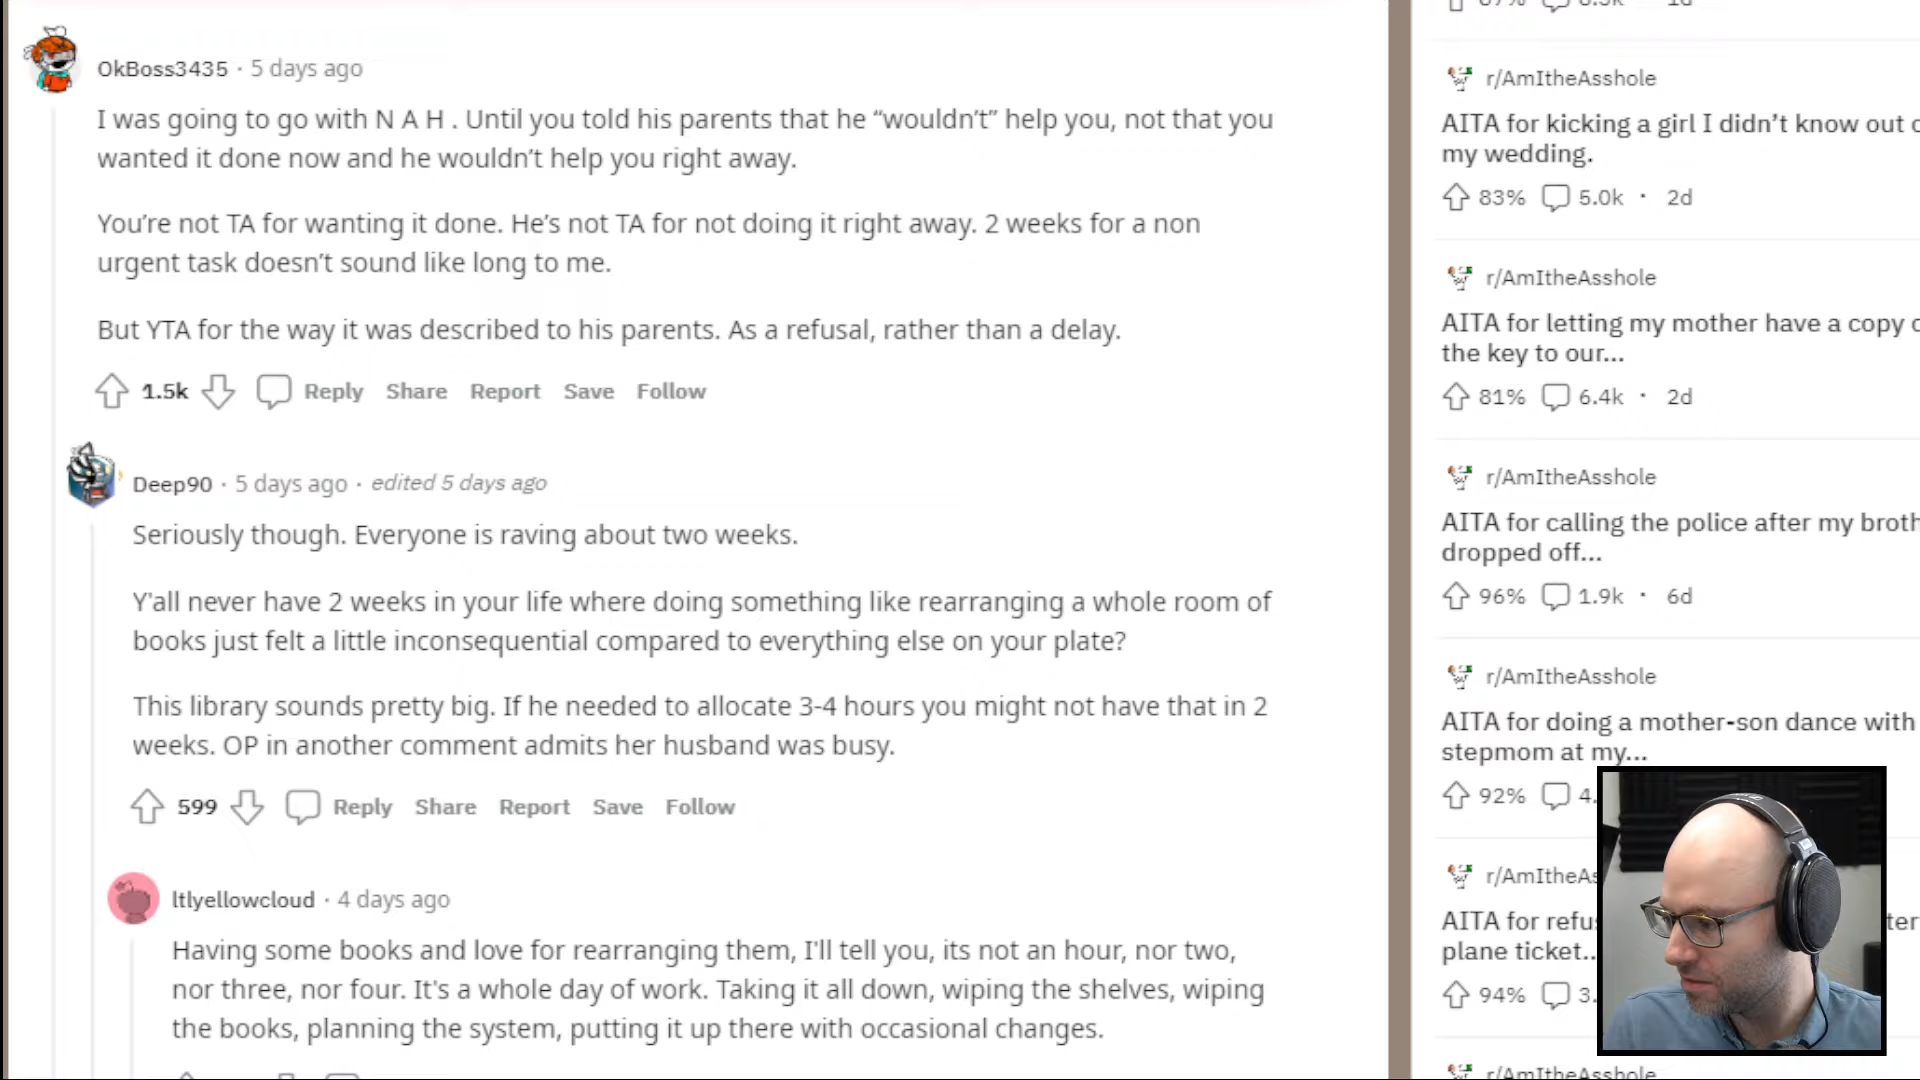 OkBoss3435 · 5 days ago
I was going to go with N A H . Until you told his parents that he “wouldn’t” help you, not that you
wanted it done now and he wouldn’t help you right away.
You’re not TA for wanting it done. He’s not TA for not doing it right away. 2 weeks for a non
urgent task doesn’t sound like long to me.
But YTA for the way it was described to his parents. As a refusal, rather than a delay.
1.5k Reply Share Report Save Follow
Deep90 · 5 days ago · edited 5 days ago
Seriously though. Everyone is raving about two weeks.
Y'all never have 2 weeks in your life where doing something like rearranging a whole room of
books just felt a little inconsequential compared to everything else on your plate?
This library sounds pretty big. If he needed to allocate 3-4 hours you might not have that in 2
weeks. OP in another comment admits her husband was busy.
599 Reply Share Report Save Follow
ltlyellowcloud · 4 days ago
Having some books and love for rearranging them, I'll tell you, its not an hour, nor two,
nor three, nor four. It's a whole day of work. Taking it all down, wiping the shelves, wiping
the books, planning the system, putting it up there with occasional changes.
r/AmItheAsshole
AITA for kicking a girl I didn’t know out
my wedding.
83% 5.0k · 2d
r/AmItheAsshole
AITA for letting my mother have a copy
the key to our...
81% 6.4k · 2d
r/AmItheAsshole
AITA for calling the police after my broth
dropped off...
96% 1.9k · 6d
r/AmItheAsshole
AITA for doing a mother-son dance with
stepmom at my...
92% 4.
r/AmItheAs
AITA for refu
plane ticket..
94% 3.
r/AmItheAsshole